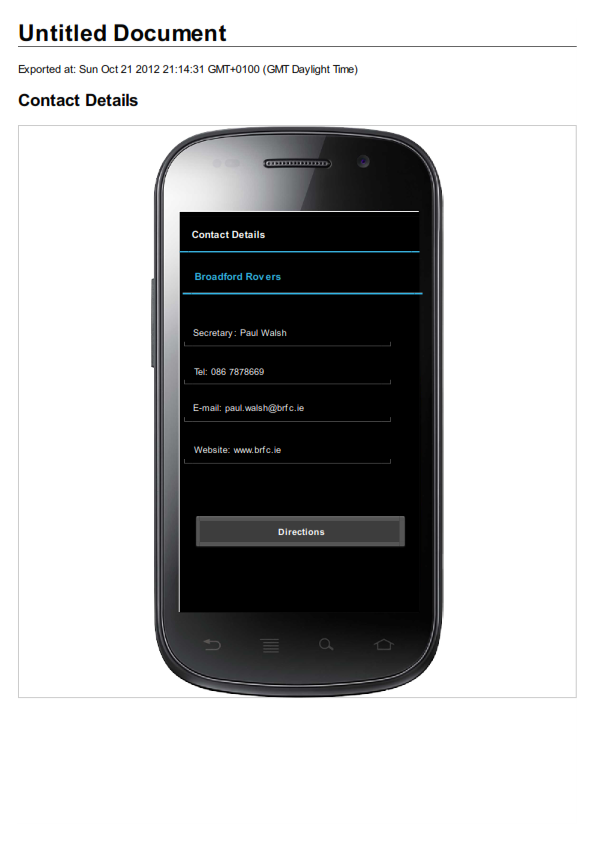 Untitled Document
Exported at: Sun Oct 21 2012 21:14:31 GMT+0100 (GMT Daylight Time)
Contact Details
Contact Details
Broadford Rovers
Secretary: Paul Walsh
Tel: 086 7878669
E-mail: paul.walsh@brfc.ie
Website: www.brfc.ie
Directions